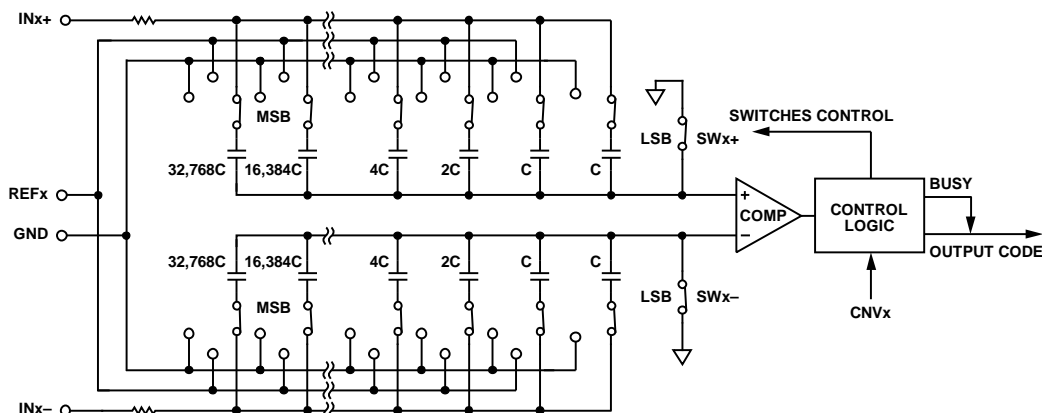 INx+
MSB
LSB
SWx+
SWITCHES CONTROL
32,768C
16,384C
4C
2C
C
C
BUSY
REFx
+
COMP
−
CONTROL
LOGIC
GND
OUTPUT CODE
32,768C
16,384C
4C
2C
C
C
LSB
SWx−
MSB
CNVx
INx−